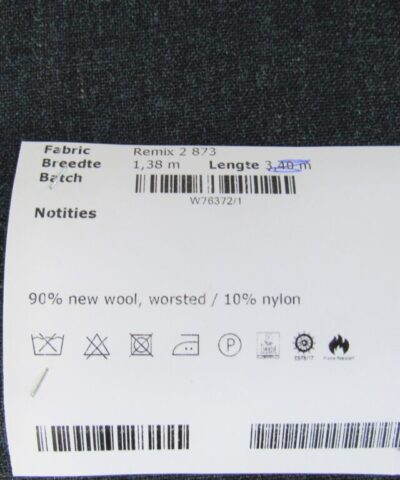 Fabric Remix 2 873
Breedte 1,38 m Lengte 3,40 m
Batch
W76372/1
Notities
90% new wool, worsted / 10% nylon
P